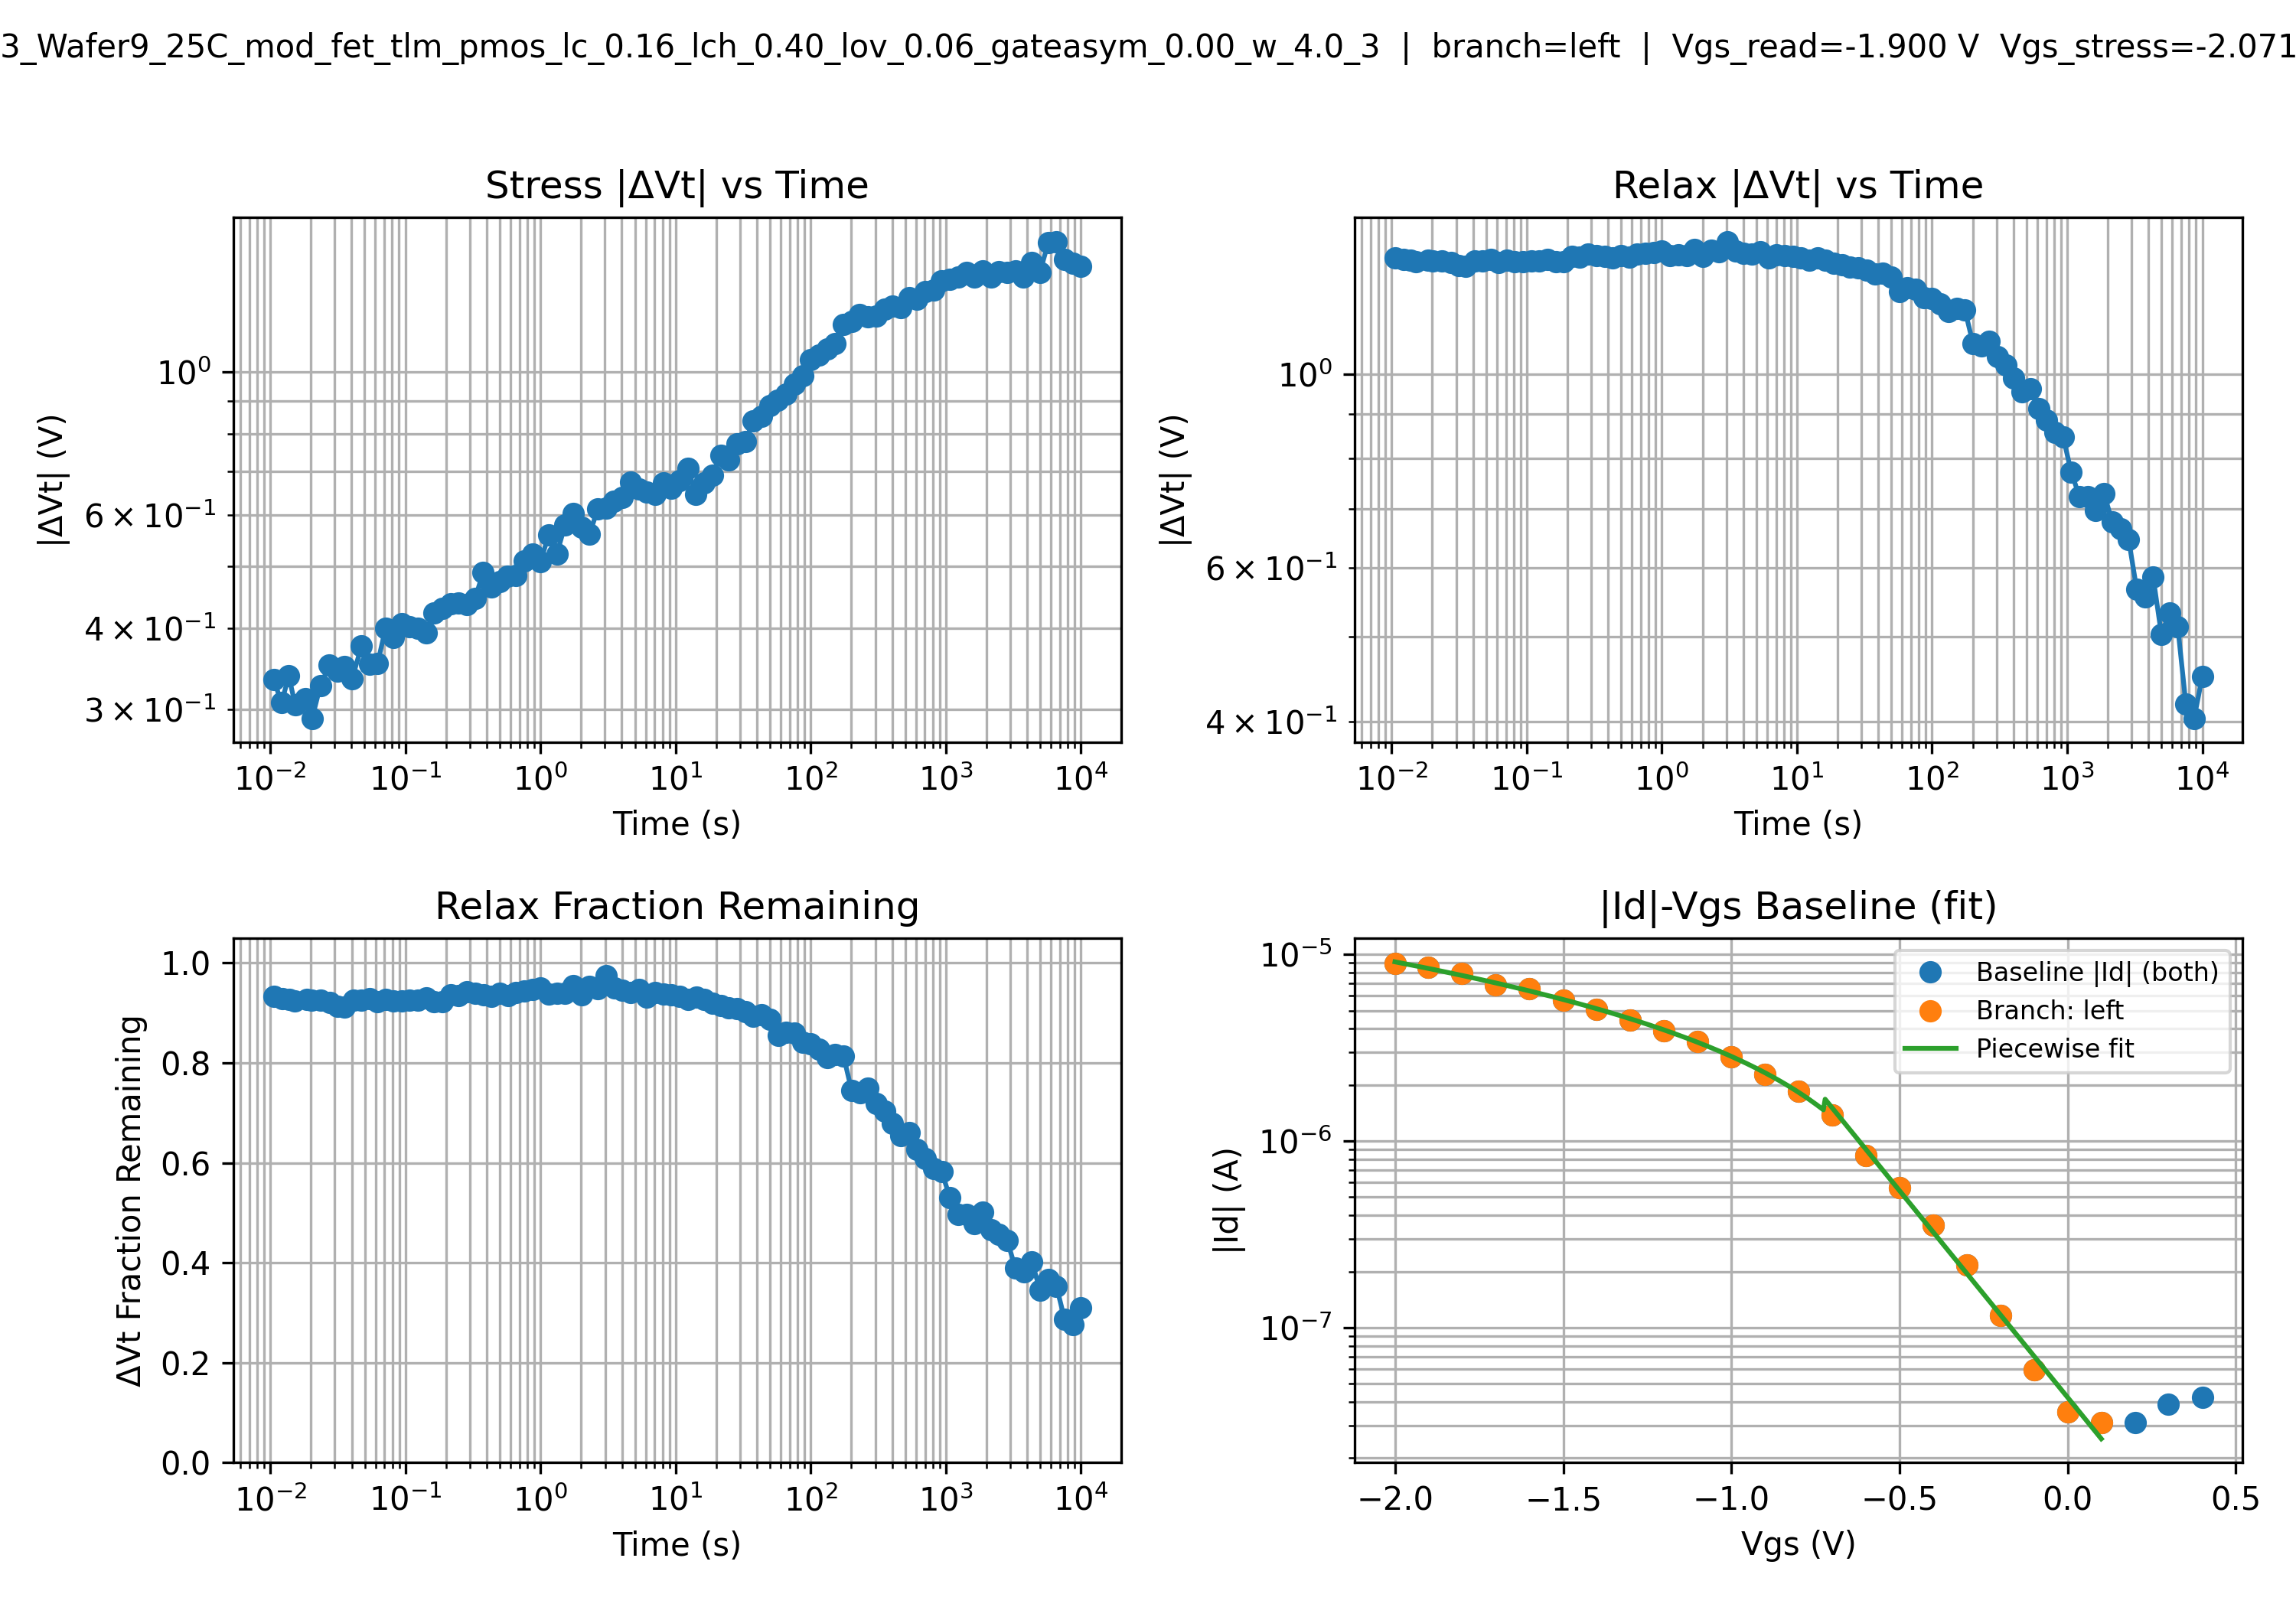 3_Wafer9_25C_mod_fet_tlm_pmos_lc_0.16_lch_0.40_lov_0.06_gateasym_0.00_w_4.0_3 | branch=left | Vgs_read=-1.900 V Vgs_stress=-2.071
Stress |ΔVt| vs Time
|ΔVt| (V)
10⁰
6 × 10⁻¹
4 × 10⁻¹
3 × 10⁻¹
10⁻² 10⁻¹ 10⁰ 10¹ 10² 10³ 10⁴
Time (s)
Relax |ΔVt| vs Time
|ΔVt| (V)
10⁰
6 × 10⁻¹
4 × 10⁻¹
10⁻² 10⁻¹ 10⁰ 10¹ 10² 10³ 10⁴
Time (s)
Relax Fraction Remaining
ΔVt Fraction Remaining
1.0
0.8
0.6
0.4
0.2
0.0
10⁻² 10⁻¹ 10⁰ 10¹ 10² 10³ 10⁴
Time (s)
|Id|-Vgs Baseline (fit)
|Id| (A)
10⁻⁵
10⁻⁶
10⁻⁷
Baseline |Id| (both)
Branch: left
Piecewise fit
−2.0 −1.5 −1.0 −0.5 0.0 0.5
Vgs (V)